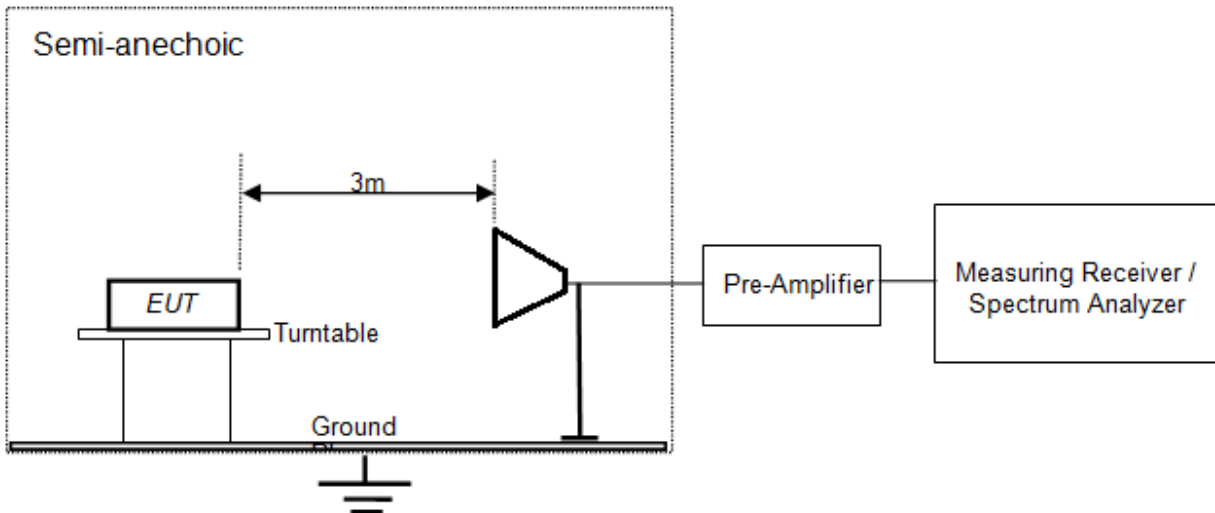 Semi-anechoic
3m
EUT
Turntable
Ground
Pre-Amplifier
Measuring Receiver /
Spectrum Analyzer